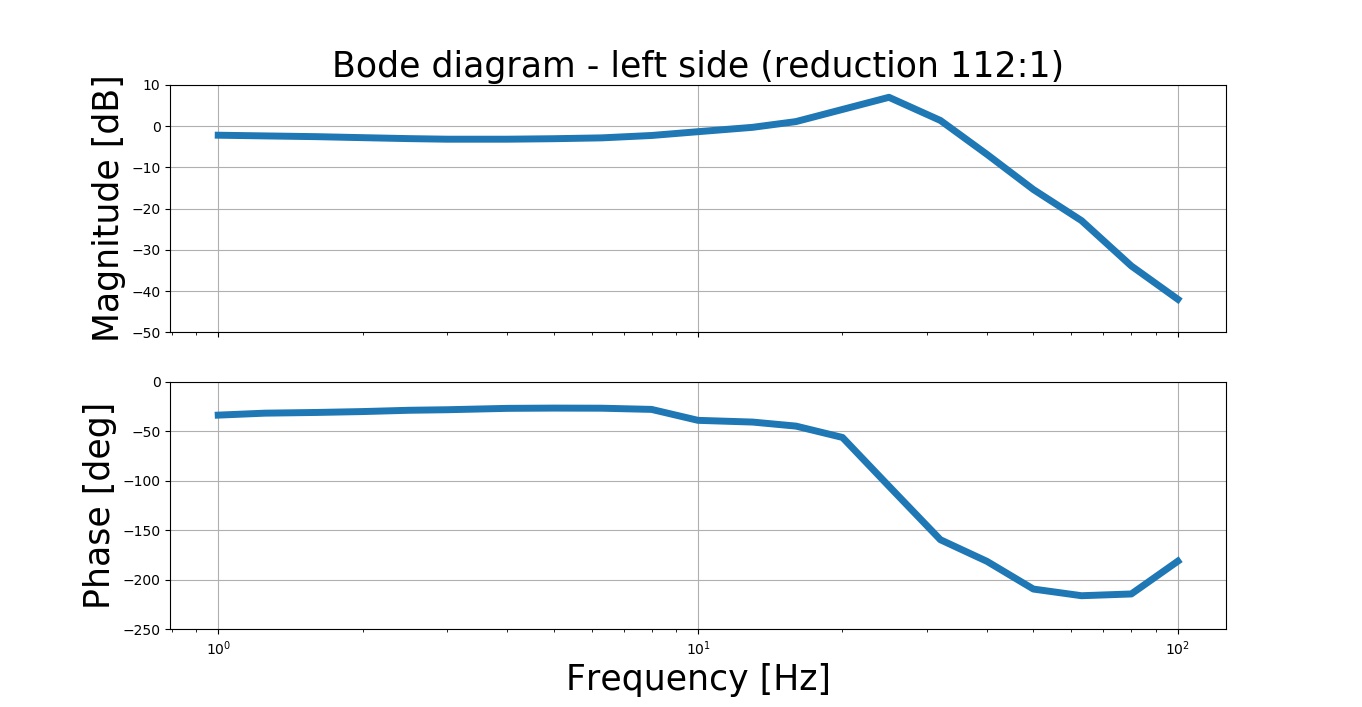 Bode diagram - left side (reduction 112:1)
Magnitude [dB]
10
0
−10
−20
−30
−40
−50
Phase [deg]
0
−50
−100
−150
−200
−250
10⁰ 10¹ 10²
Frequency [Hz]